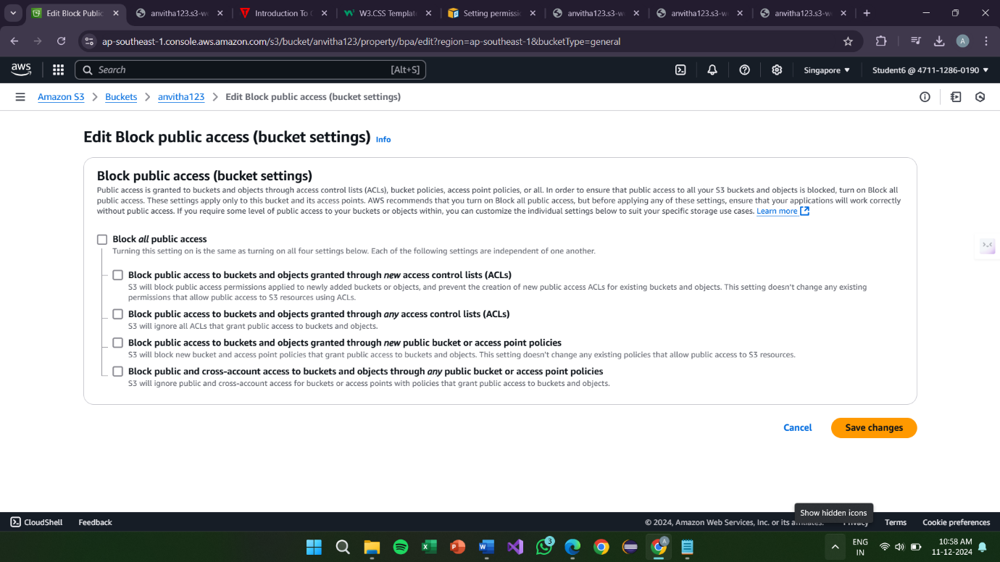 Edit Block Public
anvitha123.s3-w
Introduction To
W3.CSS Templat
Setting permissi
anvitha123.s3-w
anvitha123.s3-w
anvitha123.s3-w
ap-southeast-1.console.aws.amazon.com/s3/bucket/anvitha123/property/bpa/edit?region=ap-southeast-1&bucketType=general
A
aws
Search
[Alt+S]
Singapore
Student6 @ 4711-1286-0190
Amazon S3 > Buckets > anvitha123 > Edit Block public access (bucket settings)
Edit Block public access (bucket settings) Info
Block public access (bucket settings)
Public access is granted to buckets and objects through access control lists (ACLs), bucket policies, access point policies, or all. In order to ensure that public access to all your S3 buckets and objects is blocked, turn on Block all
public access. These settings apply only to this bucket and its access points. AWS recommends that you turn on Block all public access, but before applying any of these settings, ensure that your applications will work correctly
without public access. If you require some level of public access to your buckets or objects within, you can customize the individual settings below to suit your specific storage use cases. Learn more
Block all public access
Turning this setting on is the same as turning on all four settings below. Each of the following settings are independent of one another.
Block public access to buckets and objects granted through new access control lists (ACLs)
S3 will block public access permissions applied to newly added buckets or objects, and prevent the creation of new public access ACLs for existing buckets and objects. This setting doesn't change any existing
permissions that allow public access to S3 resources using ACLs.
Block public access to buckets and objects granted through any access control lists (ACLs)
S3 will ignore all ACLs that grant public access to buckets and objects.
Block public access to buckets and objects granted through new public bucket or access point policies
S3 will block new bucket and access point policies that grant public access to buckets and objects. This setting doesn't change any existing policies that allow public access to S3 resources.
Block public and cross-account access to buckets and objects through any public bucket or access point policies
S3 will ignore public and cross-account access for buckets or access points with policies that grant public access to buckets and objects.
Cancel
Save changes
Show hidden icons
CloudShell
Feedback
© 2024, Amazon Web Services, Inc. or its affiliates.
Privacy
Terms
Cookie preferences
3
A
ENG
IN
10:58 AM
11-12-2024